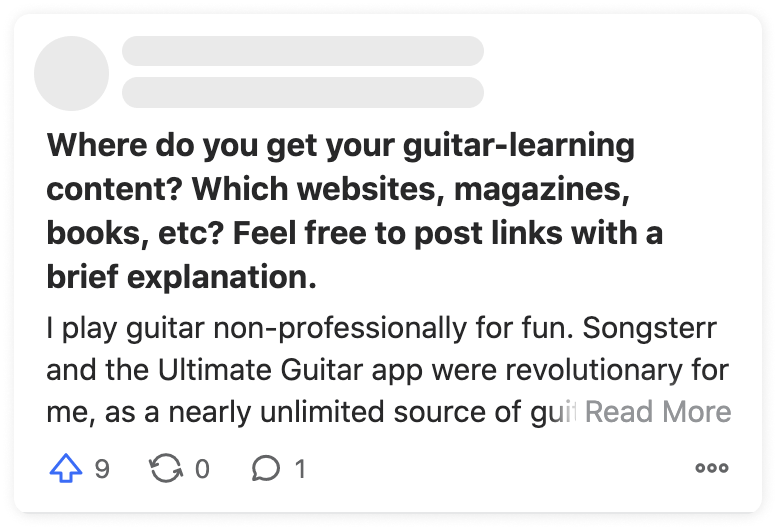 Where do you get your guitar-learning
content? Which websites, magazines,
books, etc? Feel free to post links with a
brief explanation.
I play guitar non-professionally for fun. Songsterr
and the Ultimate Guitar app were revolutionary for
me, as a nearly unlimited source of Read More
9 0 1